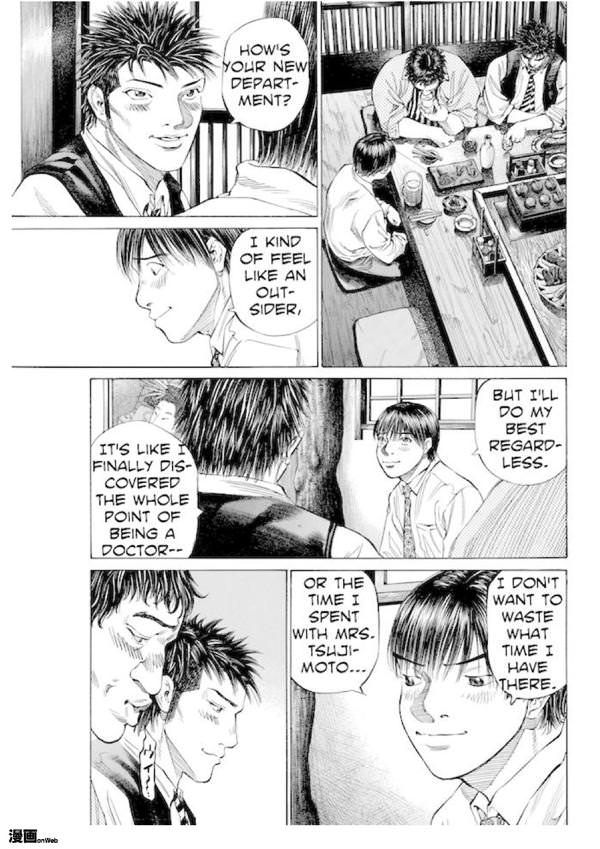 HOW'S
YOUR NEW
DEPART-
MENT?
I KIND
OF FEEL
LIKE AN
OUT-
SIDER,
BUT I'LL
DO MY
BEST
REGARD-
LESS.
IT'S LIKE I
FINALLY DIS-
COVERED
THE WHOLE
POINT OF
BEING A
DOCTOR--
I DON'T
WANT TO
WASTE
WHAT
TIME I
HAVE
THERE.
OR THE
TIME I
SPENT
WITH MRS.
TSUJI-
MOTO...
漫画onWeb